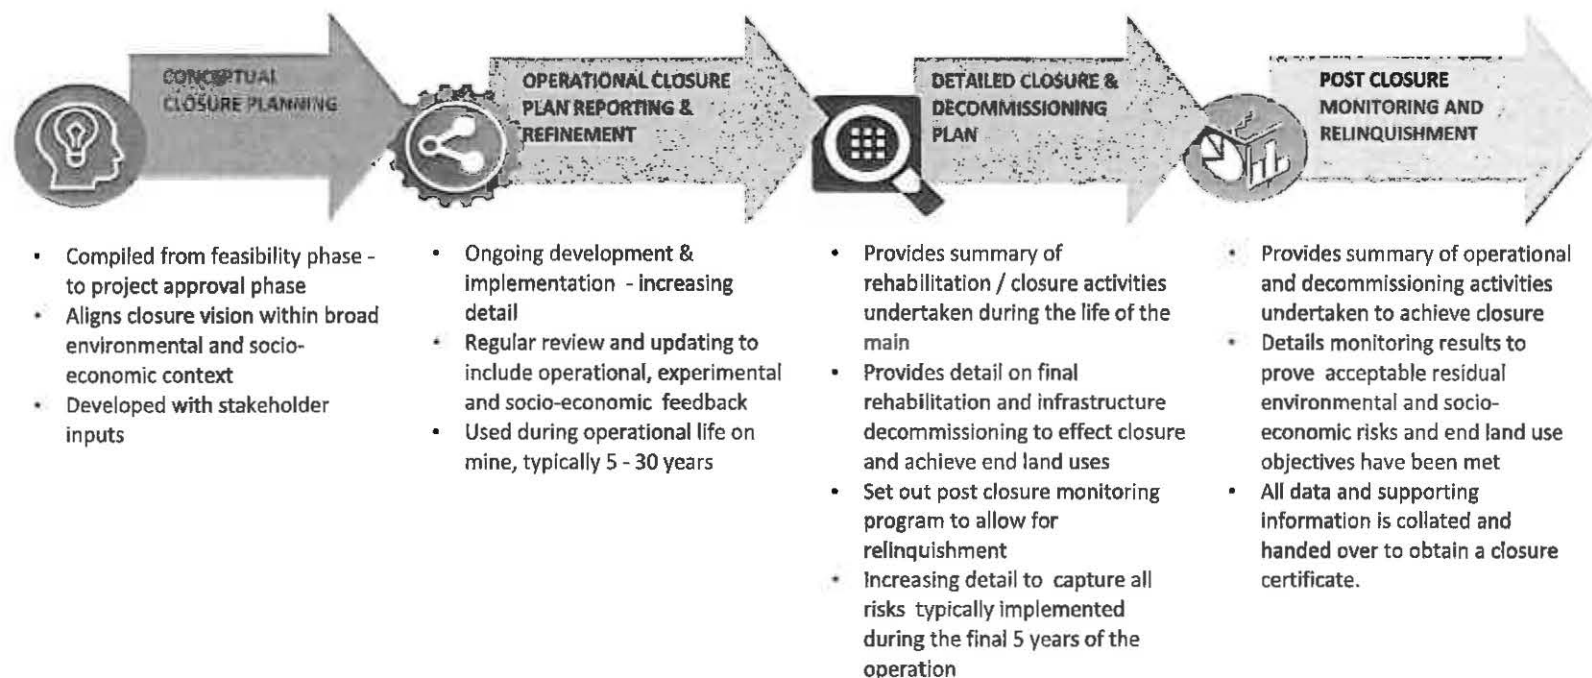 CONCEPTUAL
CLOSURE PLANNING
• Compiled from feasibility phase -
to project approval phase
• Aligns closure vision within broad
environmental and socio-
economic context
• Developed with stakeholder
inputs
OPERATIONAL CLOSURE
PLAN REPORTING &
REFINEMENT
• Ongoing development &
implementation - increasing
detail
• Regular review and updating to
include operational, experimental
and socio-economic feedback
• Used during operational life on
mine, typically 5 - 30 years
DETAILED CLOSURE &
DECOMMISSIONING
PLAN
• Provides summary of
rehabilitation / closure activities
undertaken during the life of the
main
• Provides detail on final
rehabilitation and infrastructure
decommissioning to effect closure
and achieve end land uses
• Set out post closure monitoring
program to allow for
relinquishment
• Increasing detail to capture all
risks typically implemented
during the final 5 years of the
operation
POST CLOSURE
MONITORING AND
RELINQUISHMENT
• Provides summary of operational
and decommissioning activities
undertaken to achieve closure
• Details monitoring results to
prove acceptable residual
environmental and socio-
economic risks and end land use
objectives have been met
• All data and supporting
information is collated and
handed over to obtain a closure
certificate.